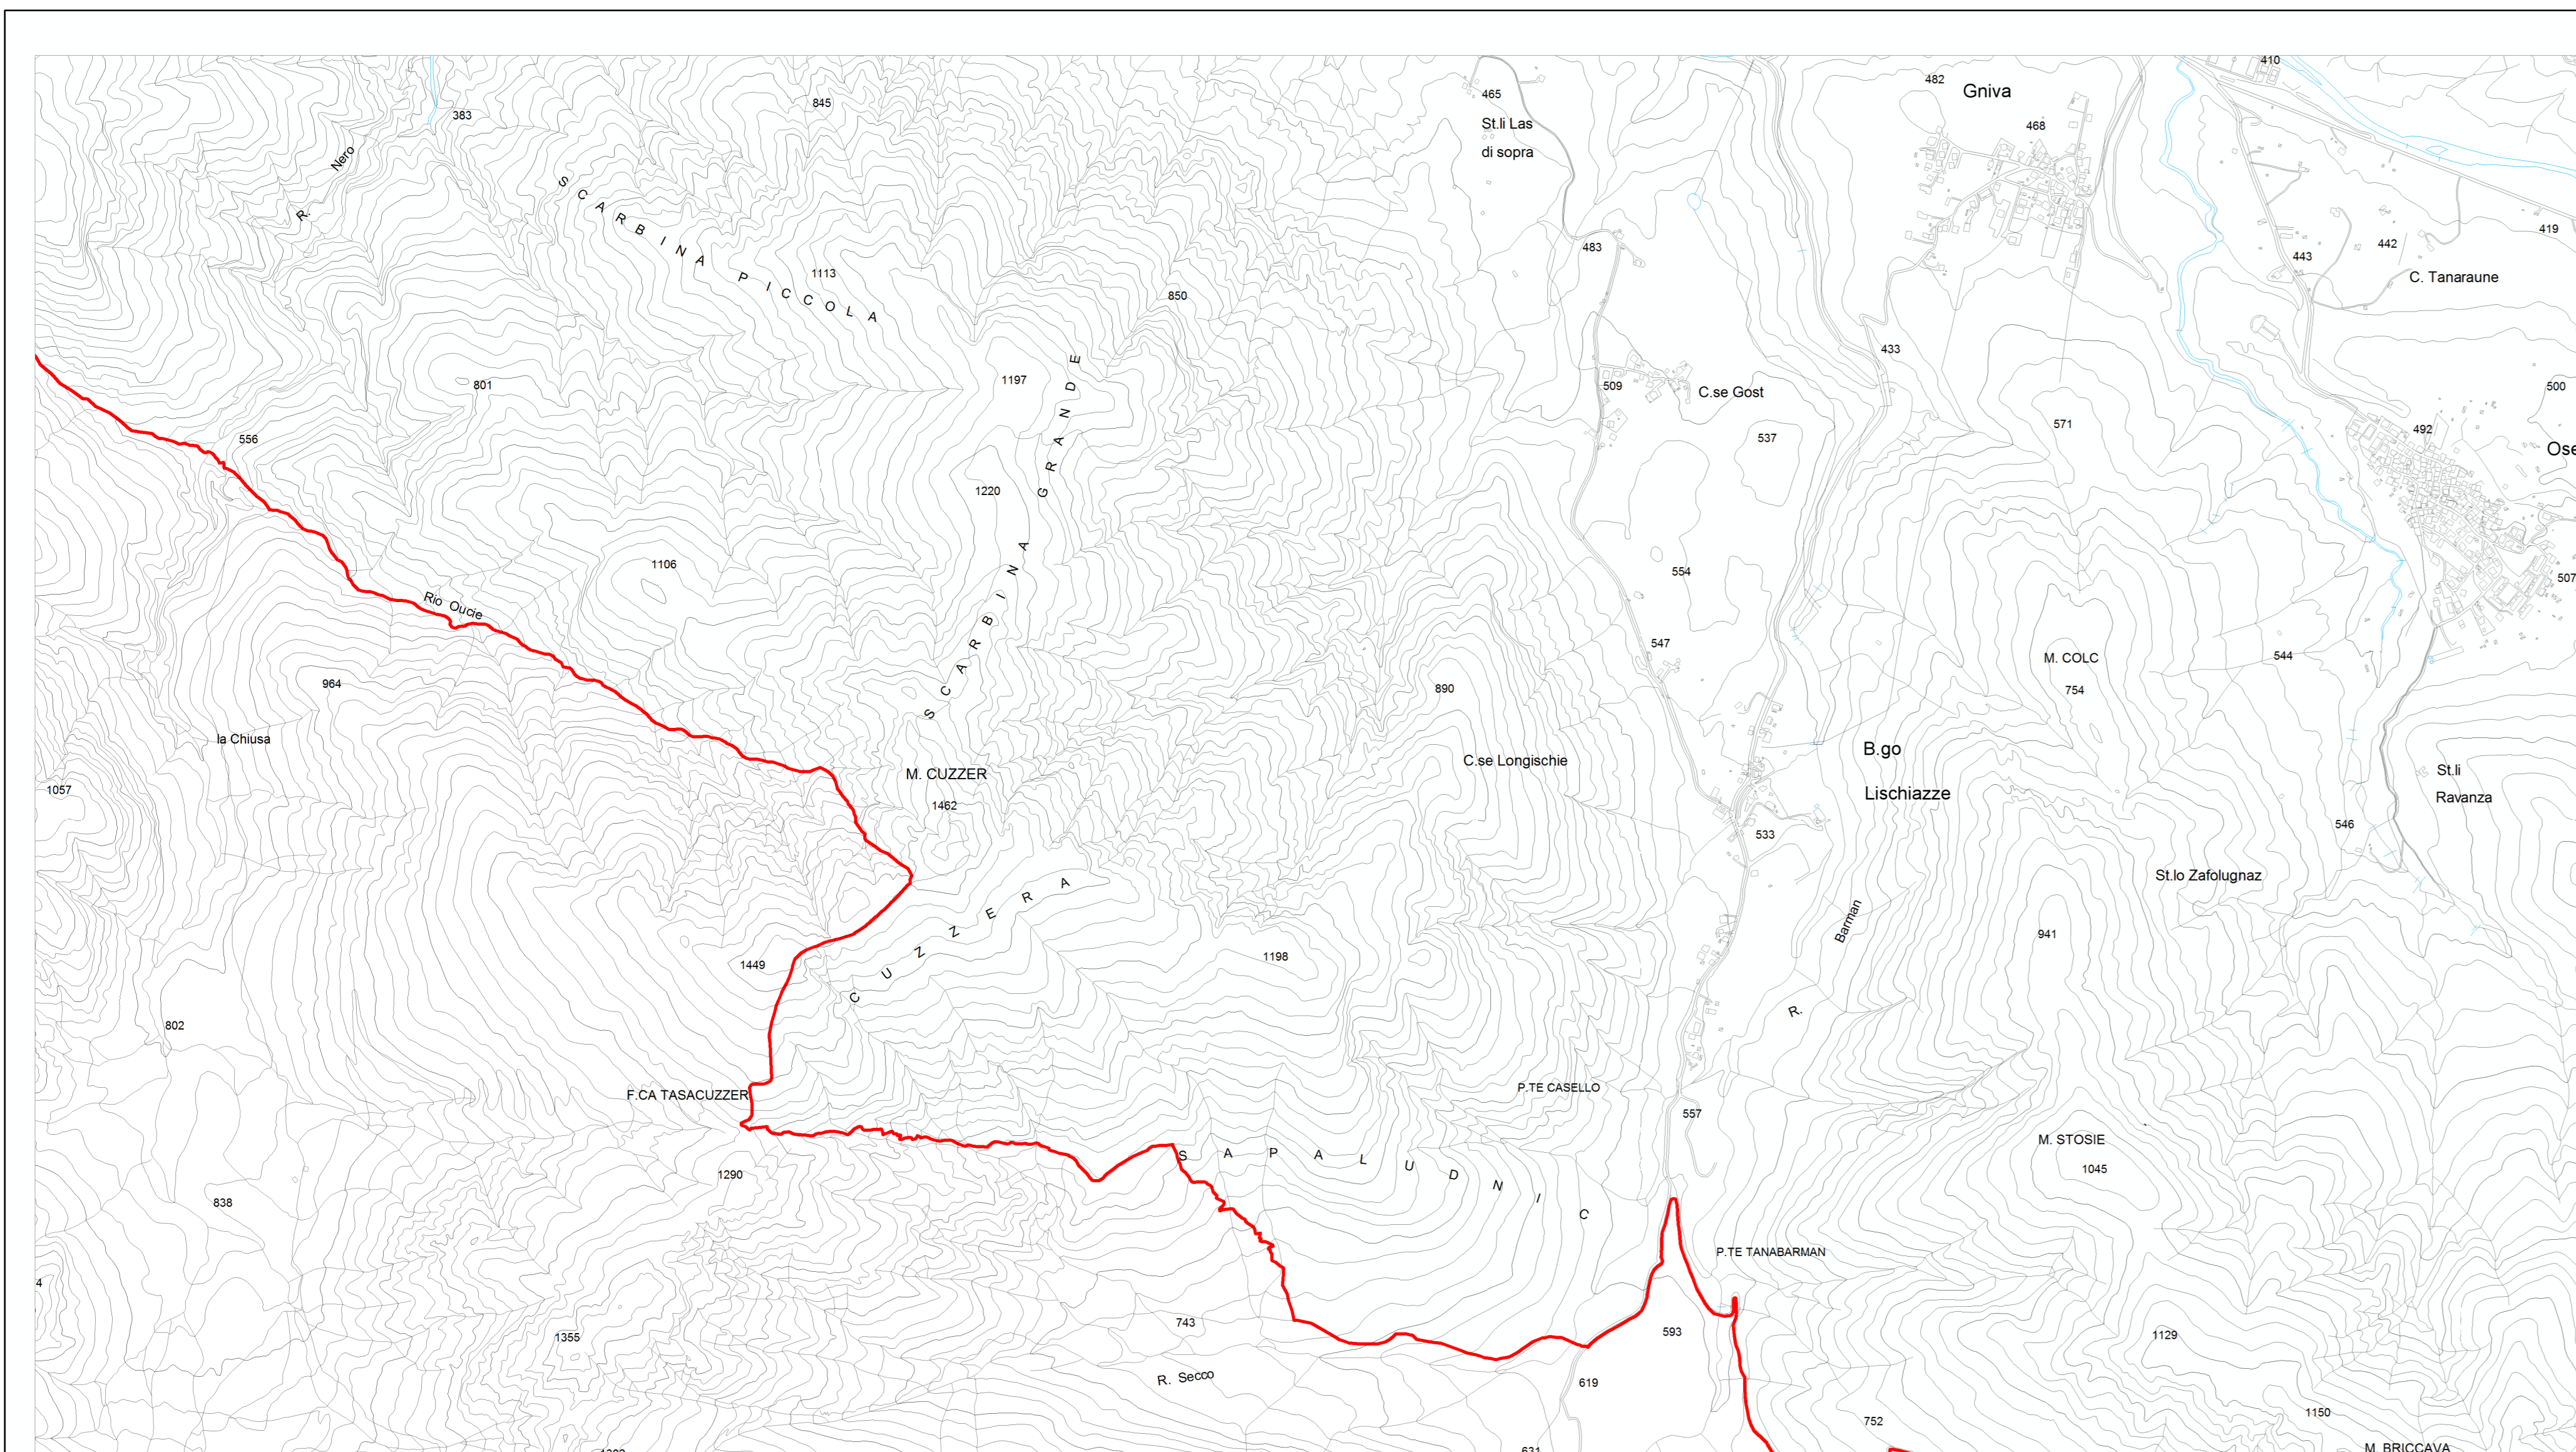 410
482
Gniva
845
465
383
St.li Las
di sopra
468
Nero
R.
SCARBINA PICCOLA
419
442
483
443
1113
C. Tanaraune
850
433
GRANDE
1197
801
509
C.se Gost
500
571
492
556
537
Ose
1220
1106
554
507
Rio Oucie
SCARBINA
547
544
M. COLC
964
890
754
la Chiusa
B.go
C.se Longischie
St.li
M. CUZZER
1057
Lischiazze
Ravanza
1462
546
533
St.lo Zafolugnaz
CUZZERA
Barman
941
1198
1449
R.
802
P.TE CASELLO
F.CA TASACUZZER
557
M. STOSIE
SAPALUDNIC
1045
1290
838
P.TE TANABARMAN
4
743
593
1129
1355
R. Secco
619
1150
752
M. BRICCAVA
631